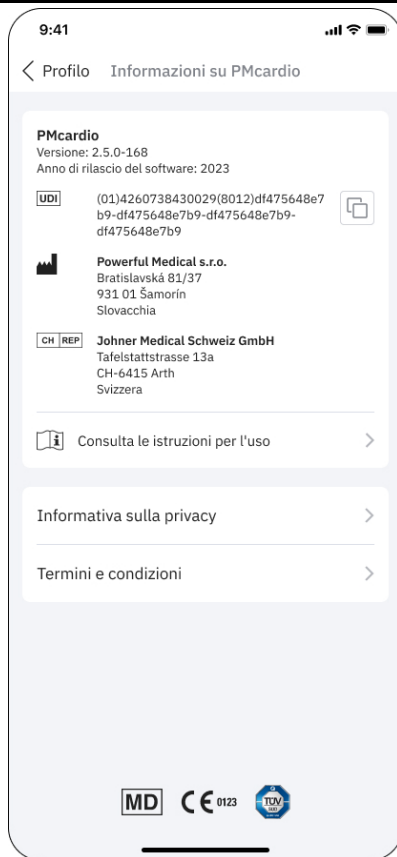 9:41
Profilo Informazioni su PMcardio
PMcardio
Versione: 2.5.0-168
Anno di rilascio del software: 2023
UDI
(01)4260738430029(8012)df475648e7
b9-df475648e7b9-df475648e7b9-
df475648e7b9
Powerful Medical s.r.o.
Bratislavská 81/37
931 01 Šamorín
Slovacchia
CH REP
Johner Medical Schweiz GmbH
Tafelstattstrasse 13a
CH-6415 Arth
Svizzera
i Consulta le istruzioni per l'uso
Informativa sulla privacy
Termini e condizioni
MD CE 0123 TÜV